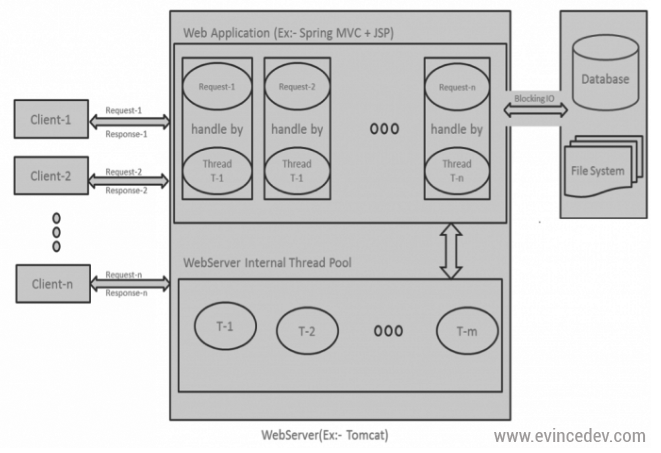 Web Application (Ex:- Spring MVC + JSP)
Request-1
handle by
Thread
T-1
Request-2
handle by
Thread
T-1
Request-n
handle by
Thread
T-n
Client-1
Request-1
Response-1
Client-2
Request-2
Response-2
Client-n
Request-n
Response-n
Blocking IO
Database
File System
WebServer Internal Thread Pool
T-1
T-2
T-m
WebServer(Ex:- Tomcat)
www.evincedev.com